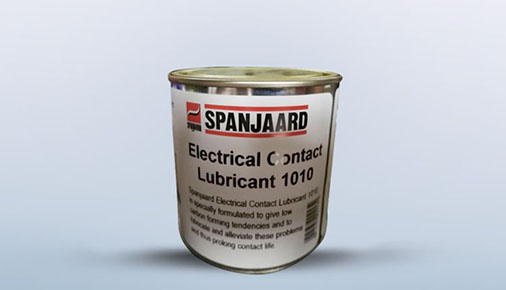 SPANJAARD
Electrical Contact
Lubricant 1010
Spanjaard Electrical Contact Lubricant 1010
is specially formulated to give low
carbon forming tendencies and to
lubricate and alleviate these problems
and thus prolong contact life.